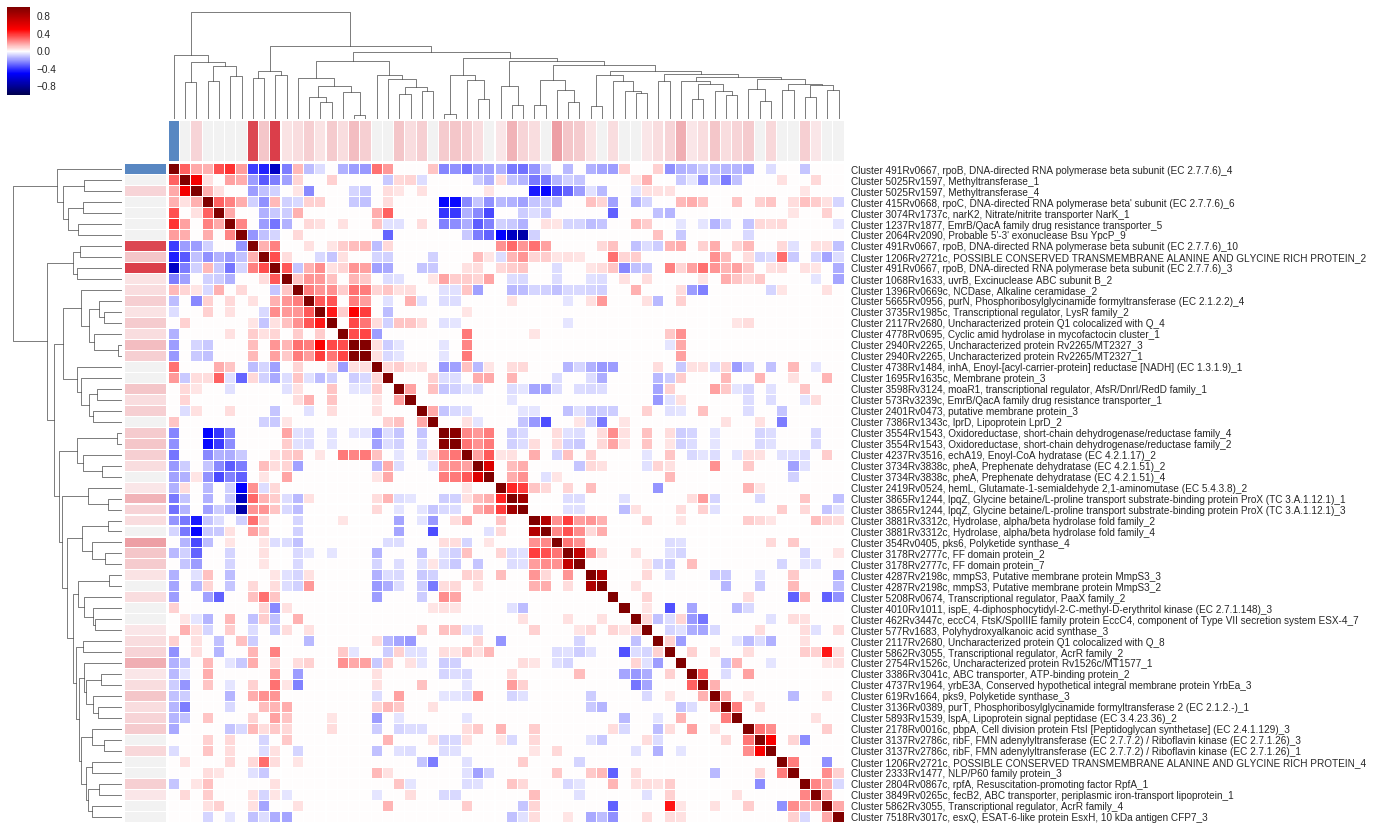 0.8
0.4
0.0
−0.4
−0.8
Cluster 491Rv0667, rpoB, DNA-directed RNA polymerase beta subunit (EC 2.7.7.6)_4
Cluster 5025Rv1597, Methyltransferase_1
Cluster 5025Rv1597, Methyltransferase_4
Cluster 415Rv0668, rpoC, DNA-directed RNA polymerase beta' subunit (EC 2.7.7.6)_6
Cluster 3074Rv1737c, narK2, Nitrate/nitrite transporter NarK_1
Cluster 1237Rv1877, EmrB/QacA family drug resistance transporter_5
Cluster 2064Rv2090, Probable 5'-3' exonuclease Bsu YpcP_9
Cluster 491Rv0667, rpoB, DNA-directed RNA polymerase beta subunit (EC 2.7.7.6)_10
Cluster 1206Rv2721c, POSSIBLE CONSERVED TRANSMEMBRANE ALANINE AND GLYCINE RICH PROTEIN_2
Cluster 491Rv0667, rpoB, DNA-directed RNA polymerase beta subunit (EC 2.7.7.6)_3
Cluster 1068Rv1633, uvrB, Excinuclease ABC subunit B_2
Cluster 1396Rv0669c, NCDase, Alkaline ceramidase_2
Cluster 5665Rv0956, purN, Phosphoribosylglycinamide formyltransferase (EC 2.1.2.2)_4
Cluster 3735Rv1985c, Transcriptional regulator, LysR family_2
Cluster 2117Rv2680, Uncharacterized protein Q1 colocalized with Q_4
Cluster 4778Rv0695, Cyclic amid hydrolase in mycofactocin cluster_1
Cluster 2940Rv2265, Uncharacterized protein Rv2265/MT2327_3
Cluster 2940Rv2265, Uncharacterized protein Rv2265/MT2327_1
Cluster 4738Rv1484, inhA, Enoyl-[acyl-carrier-protein] reductase [NADH] (EC 1.3.1.9)_1
Cluster 1695Rv1635c, Membrane protein_3
Cluster 3598Rv3124, moaR1, transcriptional regulator, AfsR/DnrI/RedD family_1
Cluster 573Rv3239c, EmrB/QacA family drug resistance transporter_1
Cluster 2401Rv0473, putative membrane protein_3
Cluster 7386Rv1343c, lprD, Lipoprotein LprD_2
Cluster 3554Rv1543, Oxidoreductase, short-chain dehydrogenase/reductase family_4
Cluster 3554Rv1543, Oxidoreductase, short-chain dehydrogenase/reductase family_2
Cluster 4237Rv3516, echA19, Enoyl-CoA hydratase (EC 4.2.1.17)_2
Cluster 3734Rv3838c, pheA, Prephenate dehydratase (EC 4.2.1.51)_2
Cluster 3734Rv3838c, pheA, Prephenate dehydratase (EC 4.2.1.51)_4
Cluster 2419Rv0524, hemL, Glutamate-1-semialdehyde 2,1-aminomutase (EC 5.4.3.8)_2
Cluster 3865Rv1244, lpqZ, Glycine betaine/L-proline transport substrate-binding protein ProX (TC 3.A.1.12.1)_1
Cluster 3865Rv1244, lpqZ, Glycine betaine/L-proline transport substrate-binding protein ProX (TC 3.A.1.12.1)_3
Cluster 3881Rv3312c, Hydrolase, alpha/beta hydrolase fold family_2
Cluster 3881Rv3312c, Hydrolase, alpha/beta hydrolase fold family_4
Cluster 354Rv0405, pks6, Polyketide synthase_4
Cluster 3178Rv2777c, FF domain protein_2
Cluster 3178Rv2777c, FF domain protein_7
Cluster 4287Rv2198c, mmpS3, Putative membrane protein MmpS3_3
Cluster 4287Rv2198c, mmpS3, Putative membrane protein MmpS3_2
Cluster 5208Rv0674, Transcriptional regulator, PaaX family_2
Cluster 4010Rv1011, ispE, 4-diphosphocytidyl-2-C-methyl-D-erythritol kinase (EC 2.7.1.148)_3
Cluster 462Rv3447c, eccC4, FtsK/SpoIIIE family protein EccC4, component of Type VII secretion system ESX-4_7
Cluster 577Rv1683, Polyhydroxyalkanoic acid synthase_3
Cluster 2117Rv2680, Uncharacterized protein Q1 colocalized with Q_8
Cluster 5862Rv3055, Transcriptional regulator, AcrR family_2
Cluster 2754Rv1526c, Uncharacterized protein Rv1526c/MT1577_1
Cluster 3386Rv3041c, ABC transporter, ATP-binding protein_2
Cluster 4737Rv1964, yrbE3A, Conserved hypothetical integral membrane protein YrbEa_3
Cluster 619Rv1664, pks9, Polyketide synthase_3
Cluster 3136Rv0389, purT, Phosphoribosylglycinamide formyltransferase 2 (EC 2.1.2.-)_1
Cluster 5893Rv1539, lspA, Lipoprotein signal peptidase (EC 3.4.23.36)_2
Cluster 2178Rv0016c, pbpA, Cell division protein FtsI [Peptidoglycan synthetase] (EC 2.4.1.129)_3
Cluster 3137Rv2786c, ribF, FMN adenylyltransferase (EC 2.7.7.2) / Riboflavin kinase (EC 2.7.1.26)_3
Cluster 3137Rv2786c, ribF, FMN adenylyltransferase (EC 2.7.7.2) / Riboflavin kinase (EC 2.7.1.26)_1
Cluster 1206Rv2721c, POSSIBLE CONSERVED TRANSMEMBRANE ALANINE AND GLYCINE RICH PROTEIN_4
Cluster 2333Rv1477, NLP/P60 family protein_3
Cluster 2804Rv0867c, rpfA, Resuscitation-promoting factor RpfA_1
Cluster 3849Rv0265c, fecB2, ABC transporter, periplasmic iron-transport lipoprotein_1
Cluster 5862Rv3055, Transcriptional regulator, AcrR family_4
Cluster 7518Rv3017c, esxQ, ESAT-6-like protein EsxH, 10 kDa antigen CFP7_3